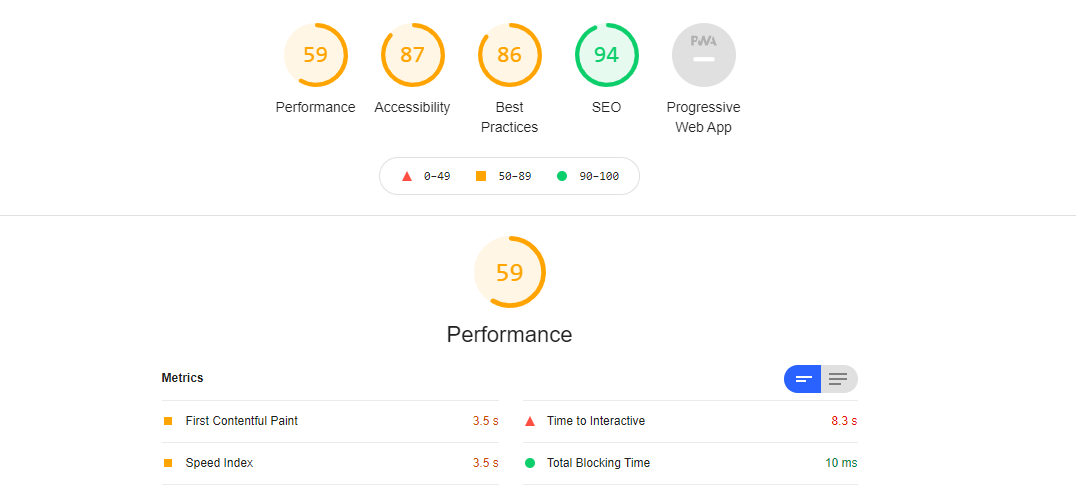 59 87 86 94 PWA
Performance Accessibility Best Practices SEO Progressive Web App
0–49 50–89 90–100
59
Performance
Metrics
First Contentful Paint 3.5 s
Time to Interactive 8.3 s
Speed Index 3.5 s
Total Blocking Time 10 ms